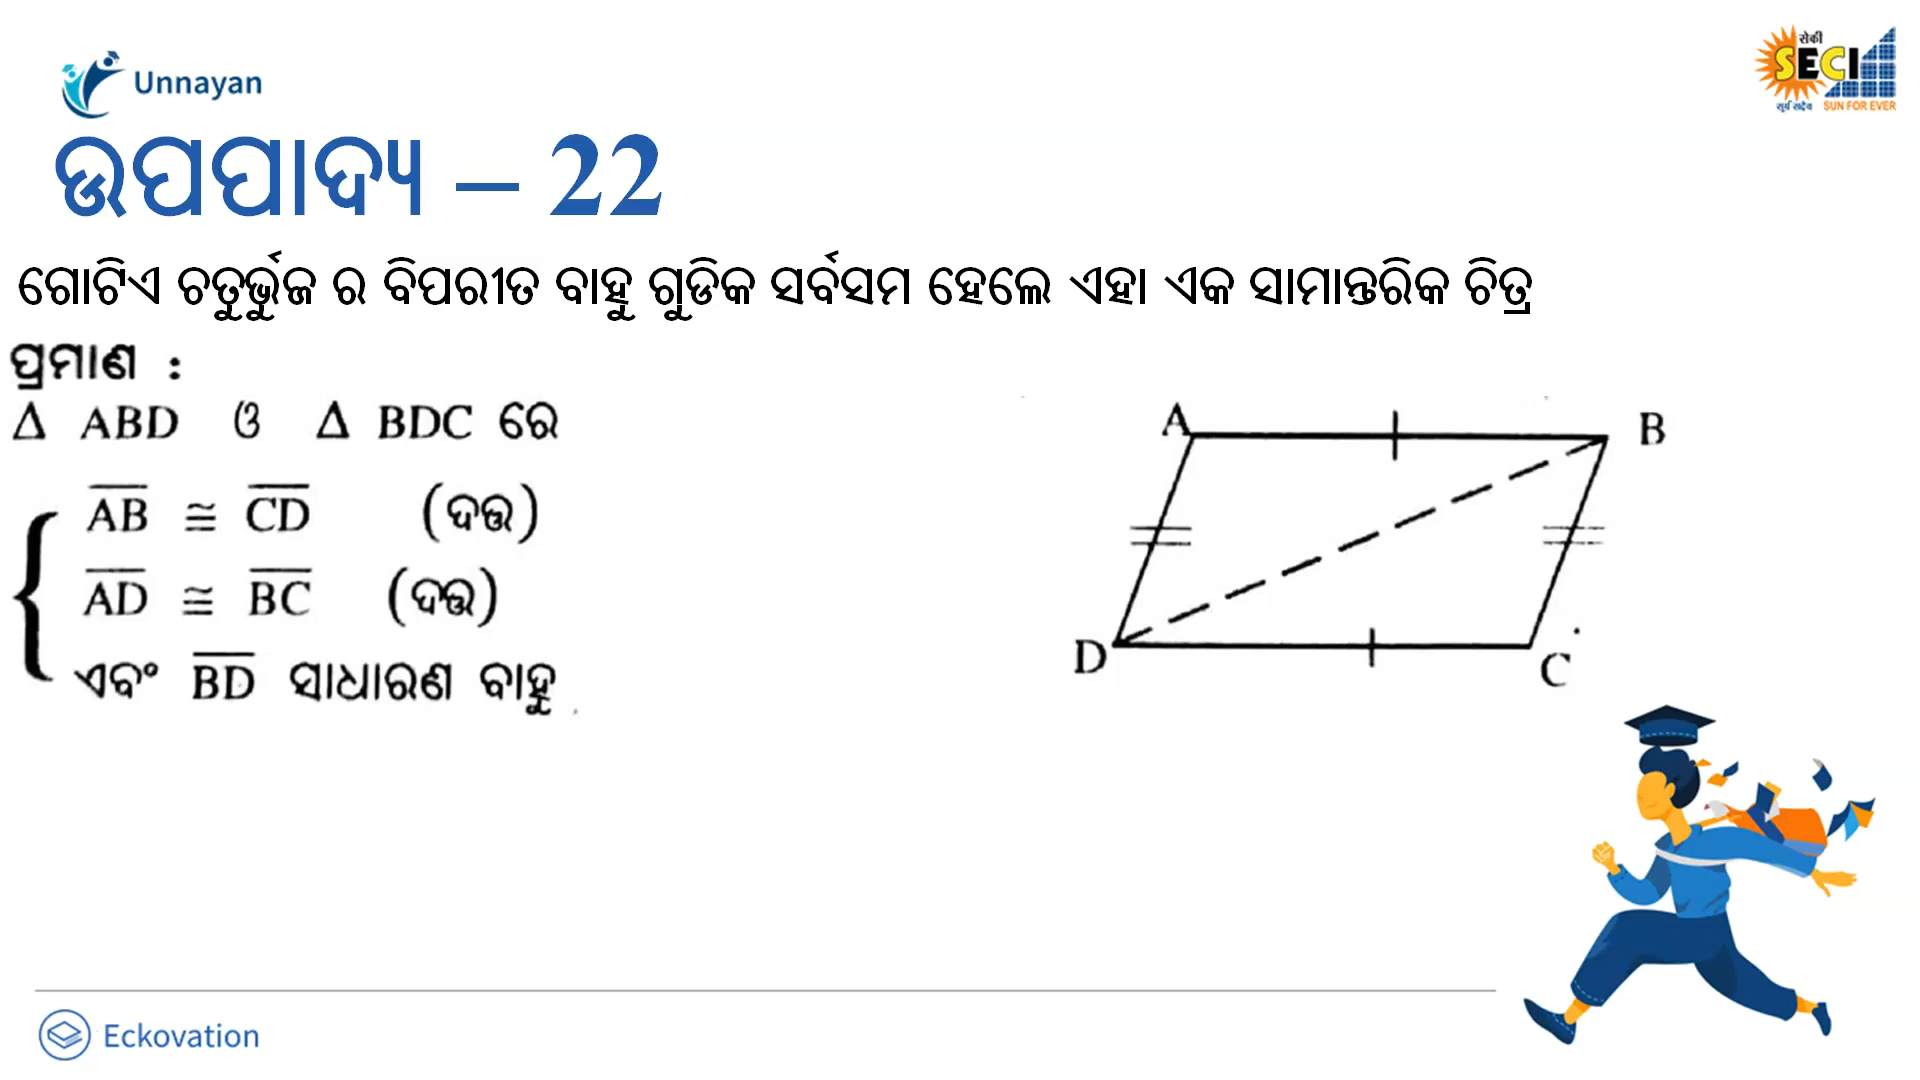 Unnayan
सेकी
SECI
सूर्य सदैव SUN FOR EVER
ଉପପାଦ୍ୟ – 22
ଗୋଟିଏ ଚତୁର୍ଭୁଜ ର ବିପରୀତ ବାହୁ ଗୁଡିକ ସର୍ବସମ ହେଲେ ଏହା ଏକ ସାମାନ୍ତରିକ ଚିତ୍ର
ପ୍ରମାଣ :
Δ ABD ଓ Δ BDC ରେ
AB ≅ CD (ଦତ୍ତ)
AD ≅ BC (ଦତ୍ତ)
ଏବଂ BD ସାଧାରଣ ବାହୁ
A B
D C
Eckovation